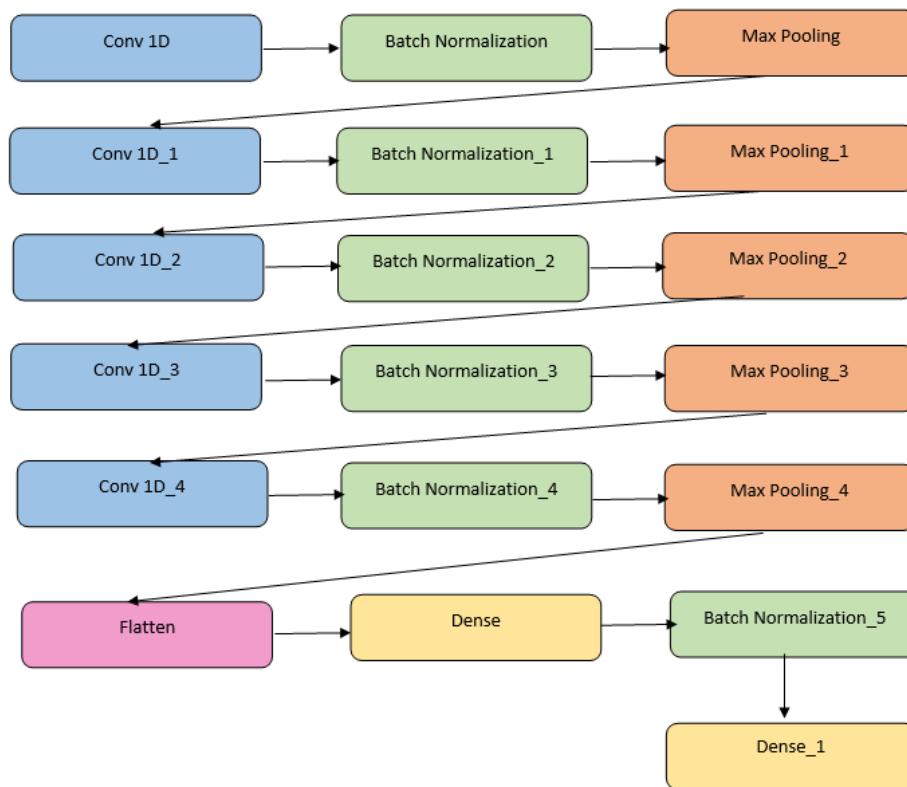 Conv 1D
Batch Normalization
Max Pooling
Conv 1D_1
Batch Normalization_1
Max Pooling_1
Conv 1D_2
Batch Normalization_2
Max Pooling_2
Conv 1D_3
Batch Normalization_3
Max Pooling_3
Conv 1D_4
Batch Normalization_4
Max Pooling_4
Flatten
Dense
Batch Normalization_5
Dense_1